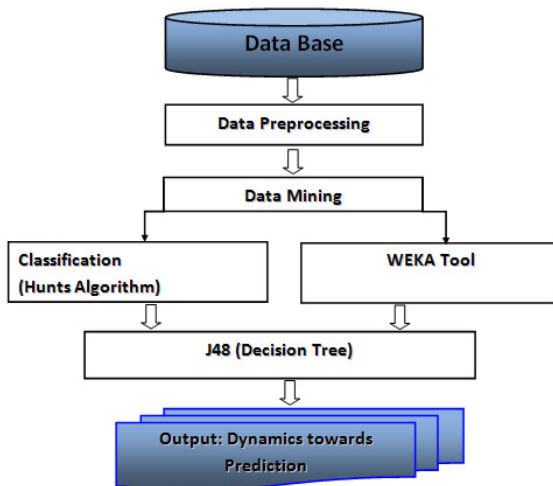 Data Base
Data Preprocessing
Data Mining
Classification
(Hunts Algorithm)
WEKA Tool
J48 (Decision Tree)
Output: Dynamics towards
Prediction